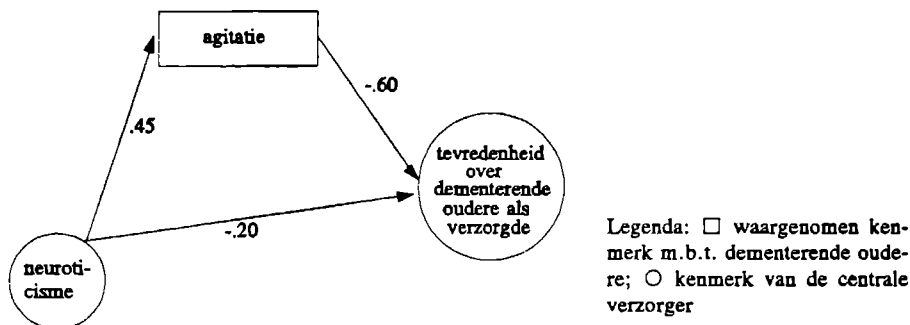 agitatie
-.60
.45
tevredenheid
over
dementerende
oudere als
verzorgde
-.20
neuroti-
cisme
Legenda: □ waargenomen ken-
merk m.b.t. dementerende oude-
re; ○ kenmerk van de centrale
verzorger